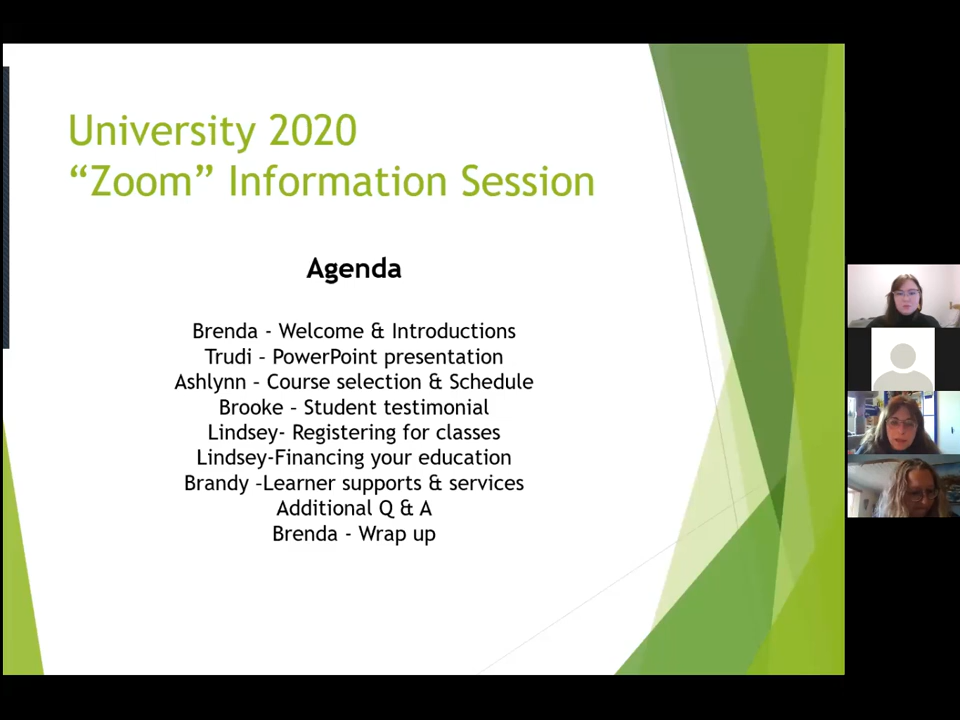 University 2020
“Zoom” Information Session
Agenda
Brenda - Welcome & Introductions
Trudi – PowerPoint presentation
Ashlynn – Course selection & Schedule
Brooke – Student testimonial
Lindsey- Registering for classes
Lindsey-Financing your education
Brandy –Learner supports & services
Additional Q & A
Brenda - Wrap up